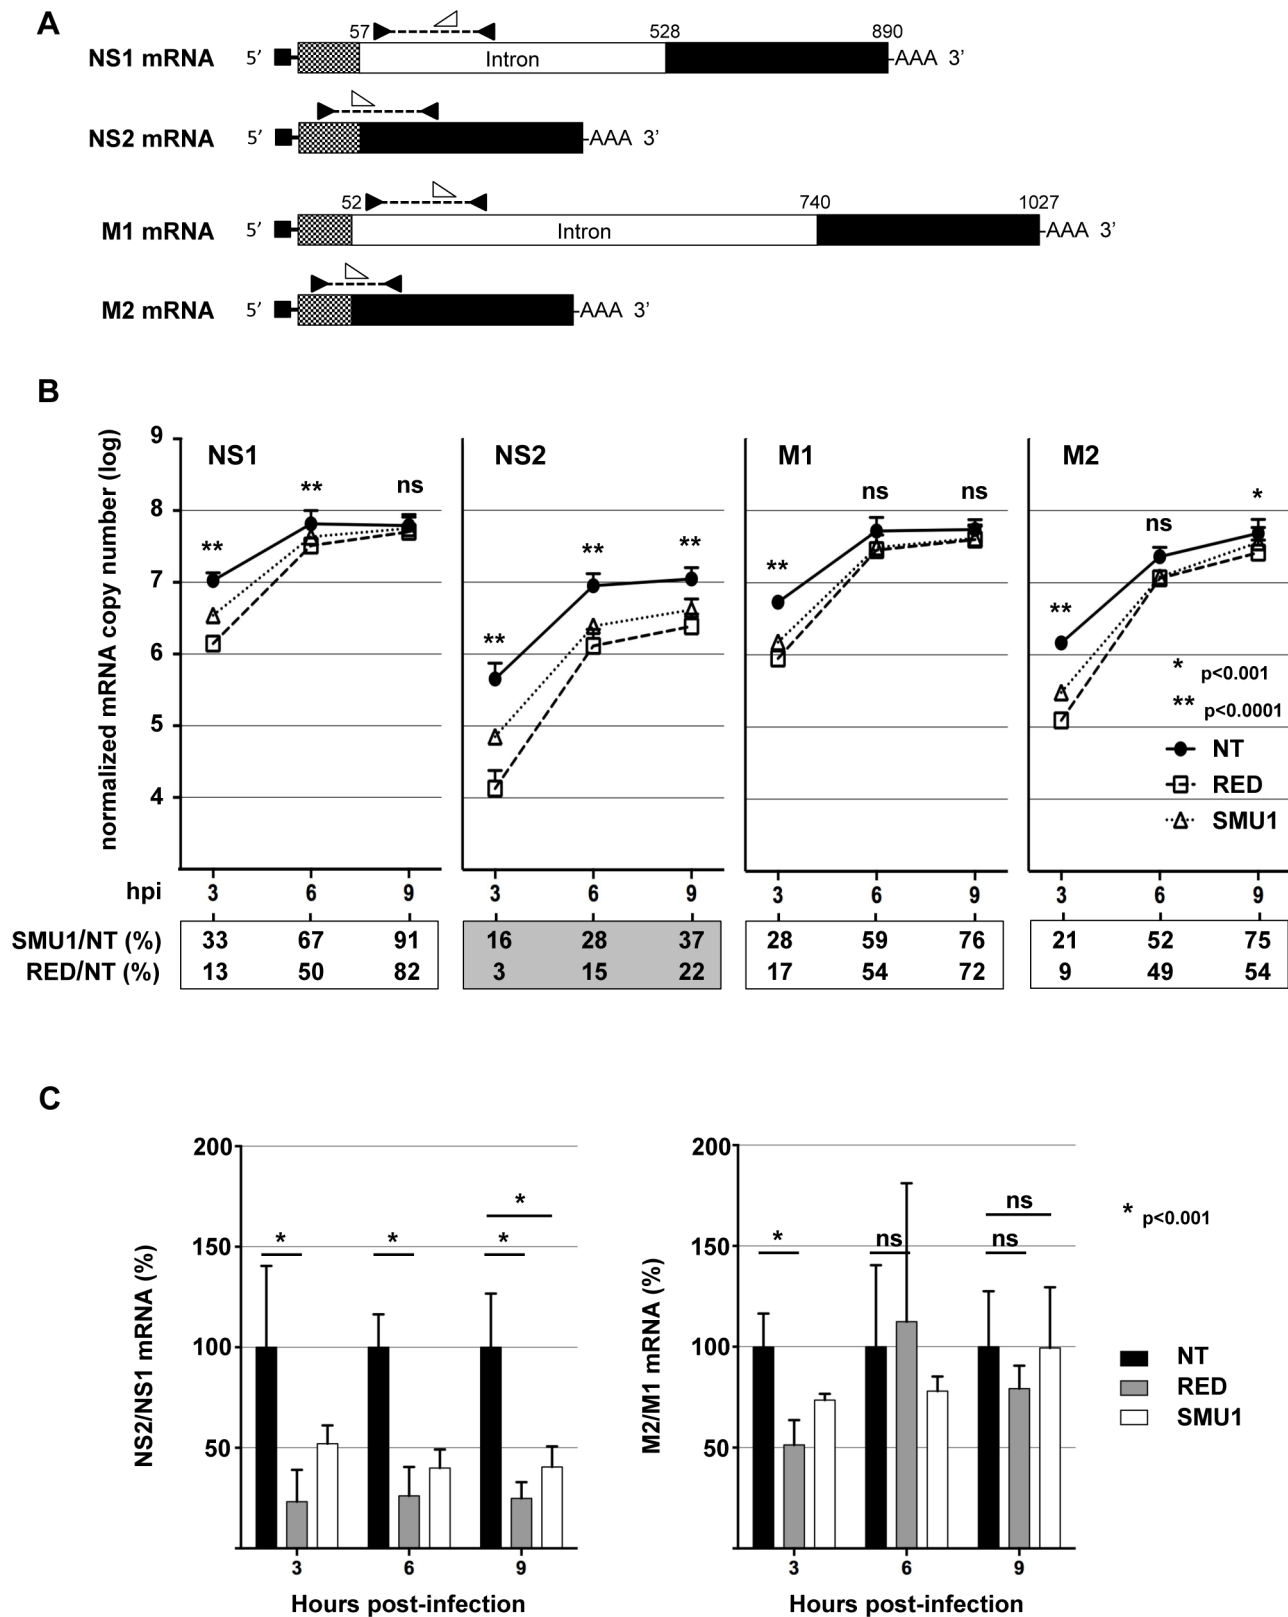 A
57 528 890
NS1 mRNA 5’ Intron -AAA 3’
NS2 mRNA 5’ -AAA 3’
52 740 1027
M1 mRNA 5’ Intron -AAA 3’
M2 mRNA 5’ -AAA 3’
B
normalized mRNA copy number (log)
9
8
7
6
5
4
NS1
** ** ns
NS2
** ** **
M1
** ns ns
M2
** ns *
* p<0.001
** p<0.0001
NT
RED
SMU1
hpi 3 6 9 3 6 9 3 6 9 3 6 9
SMU1/NT (%) 33 67 91 16 28 37 28 59 76 21 52 75
RED/NT (%) 13 50 82 3 15 22 17 54 72 9 49 54
C
NS2/NS1 mRNA (%)
200
150
100
50
*
* * *
3 6 9
Hours post-infection
M2/M1 mRNA (%)
200
150
100
50
ns
* ns ns
3 6 9
Hours post-infection
* p<0.001
NT
RED
SMU1